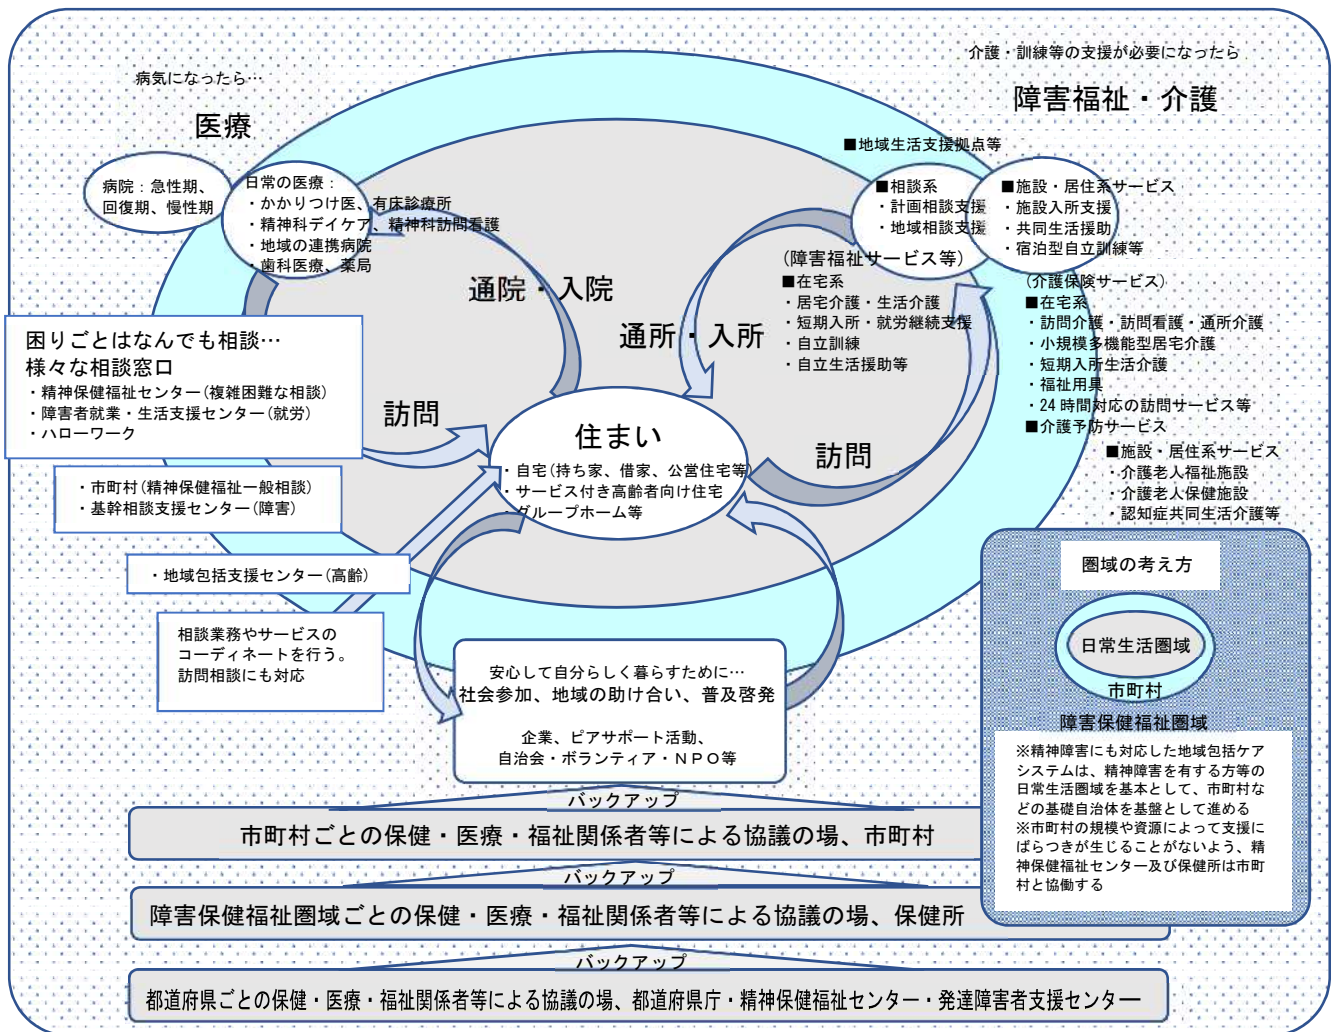 病気になったら…
医療
病院：急性期、
回復期、慢性期
日常の医療：
・かかりつけ医、有床診療所
・精神科デイケア、精神科訪問看護
・地域の連携病院
・歯科医療、薬局
通院・入院
介護・訓練等の支援が必要になったら
障害福祉・介護
■地域生活支援拠点等
■相談系
・計画相談支援
・地域相談支援
■施設・居住系サービス
・施設入所支援
・共同生活援助
・宿泊型自立訓練等
(障害福祉サービス等)
■在宅系
・居宅介護・生活介護
・短期入所・就労継続支援
・自立訓練
・自立生活援助等
(介護保険サービス)
■在宅系
・訪問介護・訪問看護・通所介護
・小規模多機能型居宅介護
・短期入所生活介護
・福祉用具
・24時間対応の訪問サービス等
■介護予防サービス
■施設・居住系サービス
・介護老人福祉施設
・介護老人保健施設
・認知症共同生活介護等
通所・入所
困りごとはなんでも相談…
様々な相談窓口
・精神保健福祉センター(複雑困難な相談)
・障害者就業・生活支援センター(就労)
・ハローワーク
・市町村(精神保健福祉一般相談)
・基幹相談支援センター(障害)
・地域包括支援センター(高齢)
相談業務やサービスの
コーディネートを行う。
訪問相談にも対応
訪問
住まい
・自宅(持ち家、借家、公営住宅等)
・サービス付き高齢者向け住宅
・グループホーム等
訪問
安心して自分らしく暮らすために…
社会参加、地域の助け合い、普及啓発
企業、ピアサポート活動、
自治会・ボランティア・ＮＰＯ等
圏域の考え方
日常生活圏域
市町村
障害保健福祉圏域
※精神障害にも対応した地域包括ケア
システムは、精神障害を有する方等の
日常生活圏域を基本として、市町村な
どの基礎自治体を基盤として進める
※市町村の規模や資源によって支援に
ばらつきが生じることがないよう、精
神保健福祉センター及び保健所は市町
村と協働する
バックアップ
市町村ごとの保健・医療・福祉関係者等による協議の場、市町村
バックアップ
障害保健福祉圏域ごとの保健・医療・福祉関係者等による協議の場、保健所
バックアップ
都道府県ごとの保健・医療・福祉関係者等による協議の場、都道府県庁・精神保健福祉センター・発達障害者支援センター